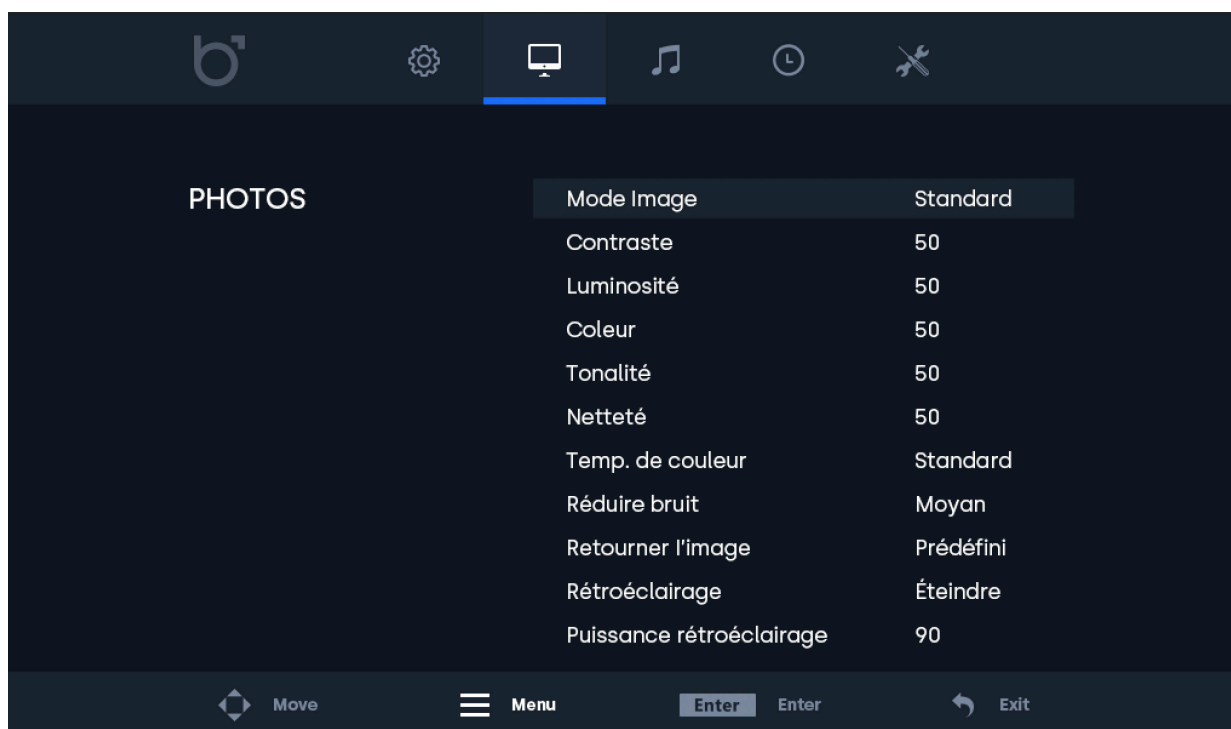 PHOTOS
Mode Image Standard
Contraste 50
Luminosité 50
Coleur 50
Tonalité 50
Netteté 50
Temp. de couleur Standard
Réduire bruit Moyan
Retourner l'image Prédéfini
Rétroéclairage Éteindre
Puissance rétroéclairage 90
Move Menu Enter Enter Exit